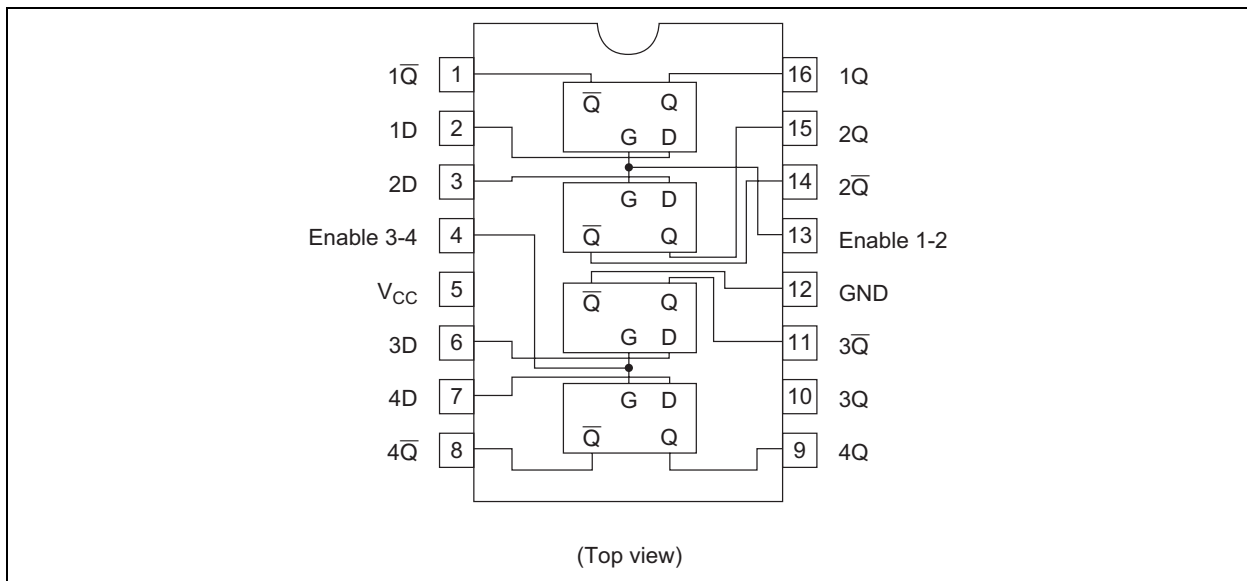 1Q̅ 1 16 1Q
Q̅ Q
1D 2 G D 15 2Q
2D 3 14 2Q̅
G D
Enable 3-4 4 Q̅ Q 13 Enable 1-2
VCC 5 Q̅ Q 12 GND
3D 6 G D 11 3Q̅
4D 7 G D 10 3Q
4Q̅ 8 Q̅ Q 9 4Q
(Top view)